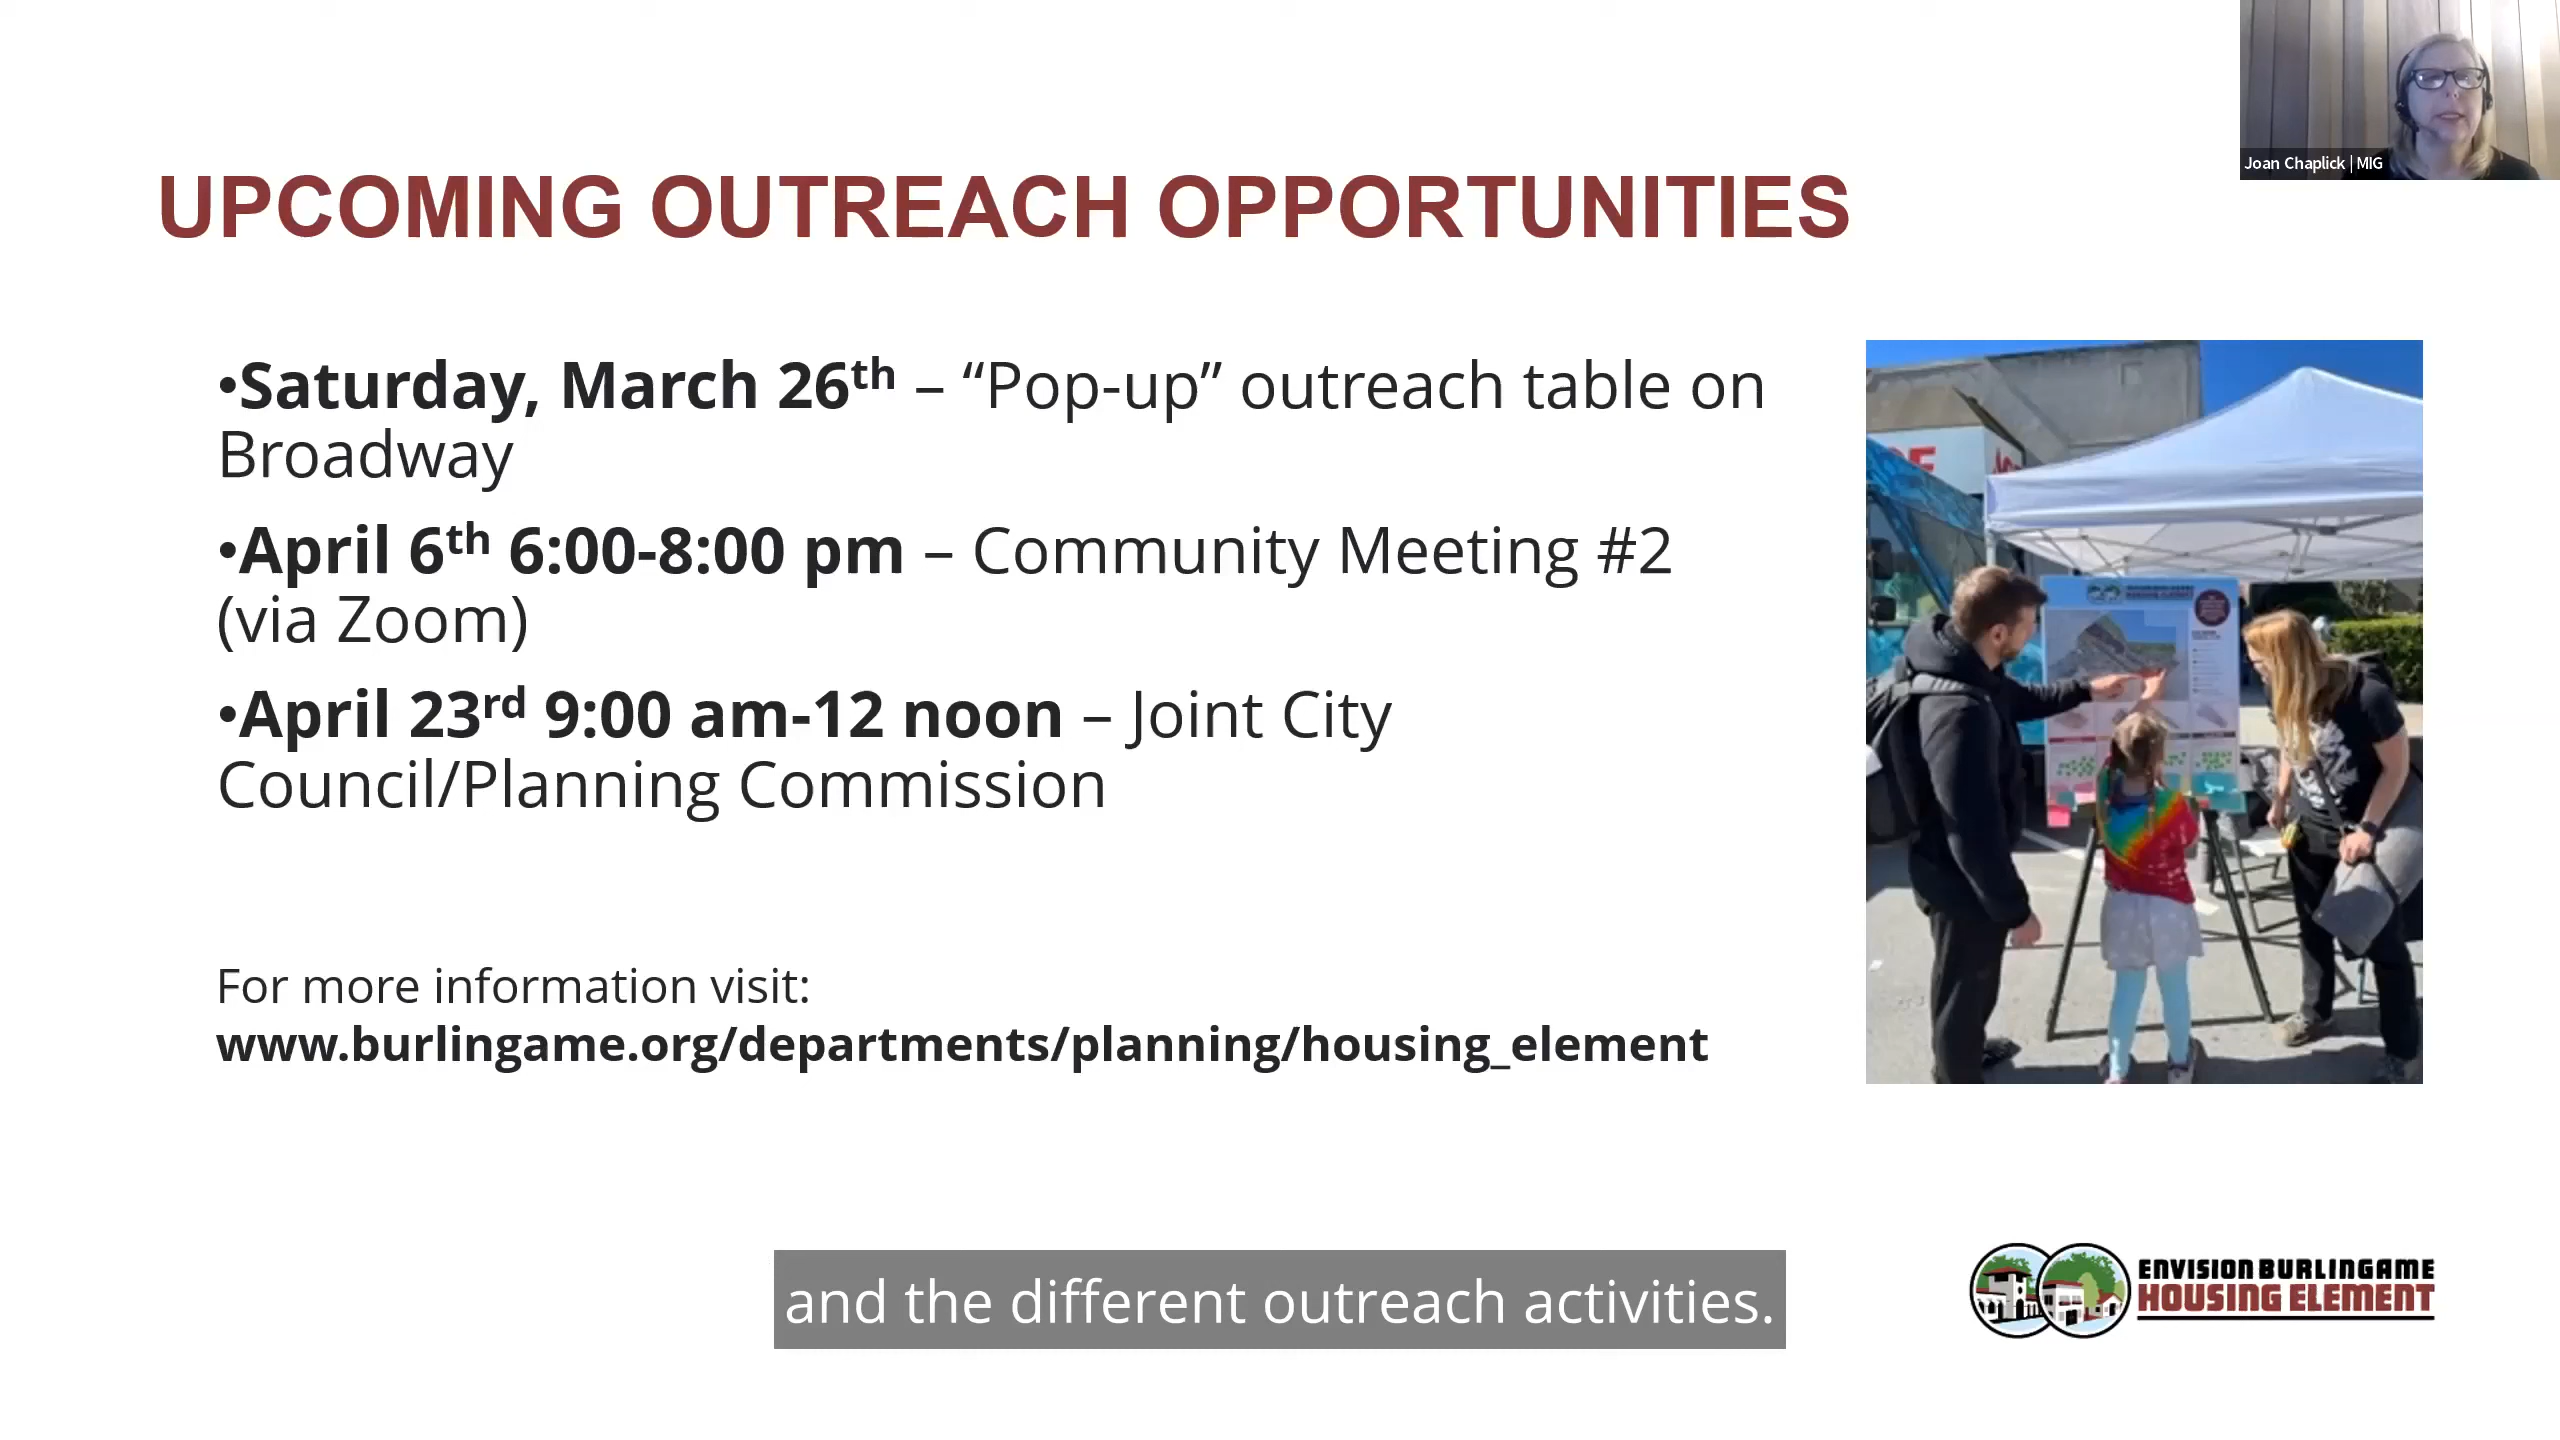 Joan Chaplick | MIG
UPCOMING OUTREACH OPPORTUNITIES
•Saturday, March 26th – “Pop-up” outreach table on
Broadway
•April 6th 6:00-8:00 pm – Community Meeting #2
(via Zoom)
•April 23rd 9:00 am-12 noon – Joint City
Council/Planning Commission
For more information visit:
www.burlingame.org/departments/planning/housing_element
and the different outreach activities.
ENVISION BURLINGAME
HOUSING ELEMENT